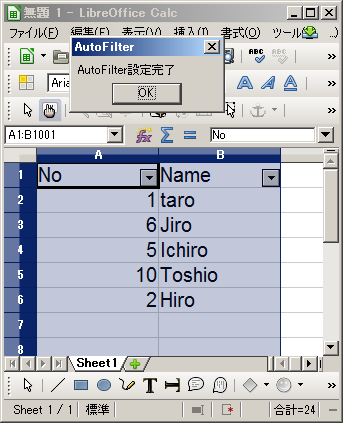 無題 1 - LibreOffice Calc
ファイル(F) 編集(E) 表示(V) 挿入(I) 書式(O) ツール
AutoFilter
AutoFilter設定完了
OK
ABC ABC
Aria
A1:B1001 No
A B
1 No Name
2 1 taro
3 6 Jiro
4 5 Ichiro
5 10 Toshio
6 2 Hiro
7
8
Sheet1
T
Sheet 1 / 1 標準 合計=24